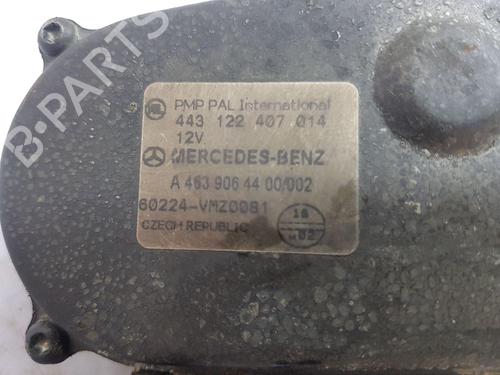 B-PARTS
PMP PAL International
443 122 407 014
12V
MERCEDES-BENZ
A 463 906 44 00/002
60224-VMZ0081
CZECH REPUBLIC
18